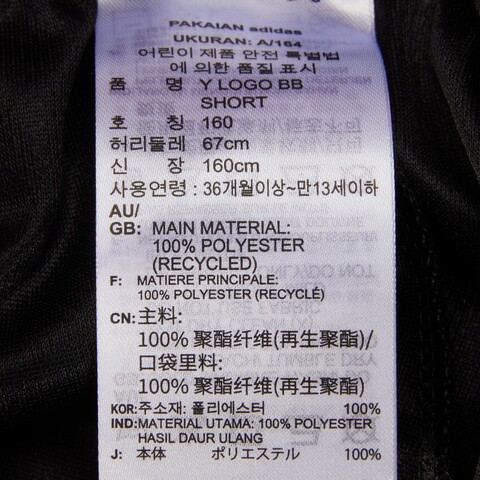 PAKAIAN adidas
UKURAN: A/164
어린이 제품 안전 특별법
에 의한 품질 표시
품 명 Y LOGO BB
SHORT
호 칭 160
허리둘레 67cm
신 장 160cm
사용연령 : 36개월이상~만13세이하
AU/
GB: MAIN MATERIAL:
100% POLYESTER
(RECYCLED)
F: MATIERE PRINCIPALE:
100% POLYESTER (RECYCLÉ)
CN: 主料:
100% 聚酯纤维(再生聚酯)/
口袋里料:
100% 聚酯纤维(再生聚酯)
KOR: 주소재: 폴리에스터 100%
IND: MATERIAL UTAMA: 100% POLYESTER
HASIL DAUR ULANG
J: 本体 ポリエステル 100%